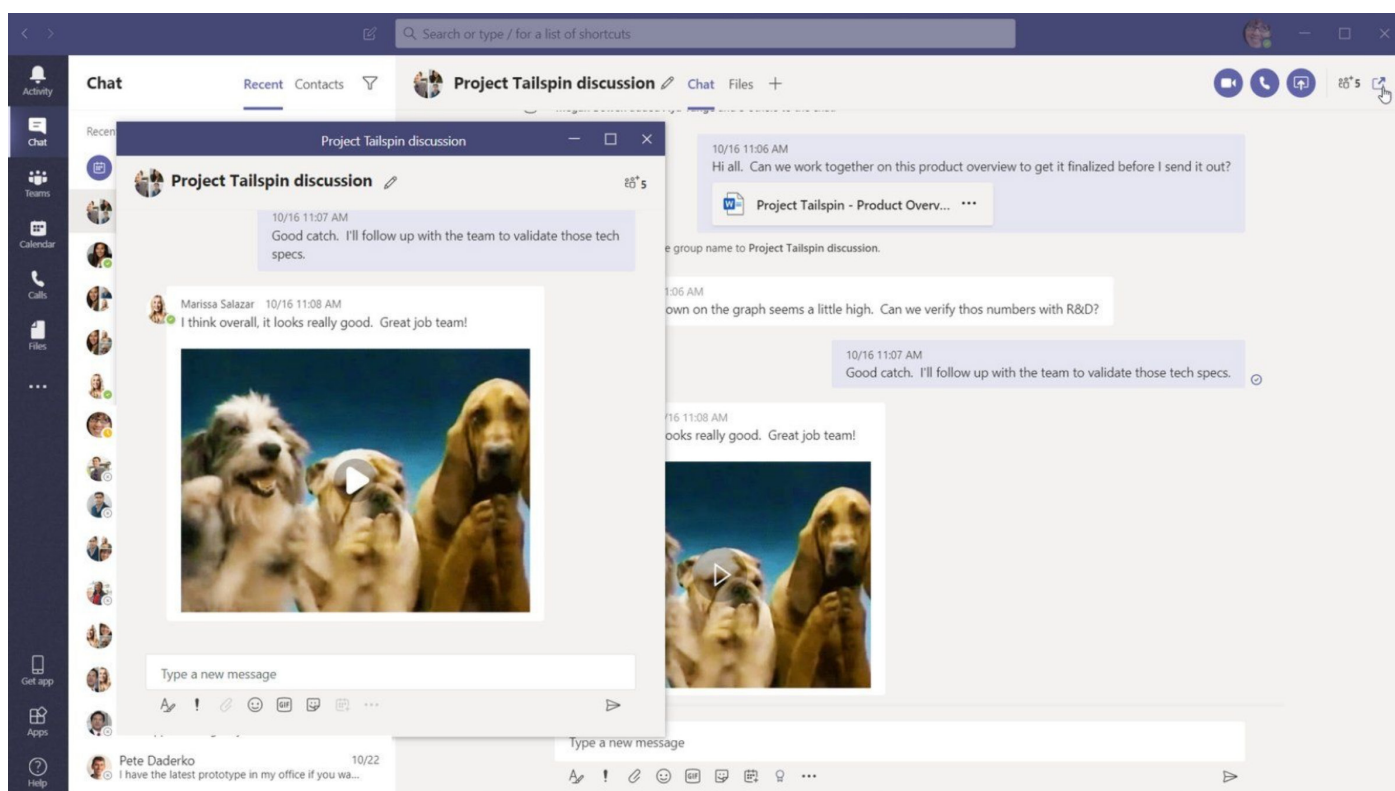 Search or type / for a list of shortcuts
Activity
Chat
Teams
Calendar
Calls
Files
Get app
Apps
Help
Chat
Recent
Contacts
Recen
Pete Daderko
10/22
I have the latest prototype in my office if you wa...
Project Tailspin discussion
Chat
Files
5
10/16 11:06 AM
Hi all. Can we work together on this product overview to get it finalized before I send it out?
Project Tailspin - Product Overv...
e group name to Project Tailspin discussion.
1:06 AM
own on the graph seems a little high. Can we verify thos numbers with R&D?
10/16 11:07 AM
Good catch. I'll follow up with the team to validate those tech specs.
/16 11:08 AM
ooks really good. Great job team!
Type a new message
GIF
Project Tailspin discussion
Project Tailspin discussion
5
10/16 11:07 AM
Good catch. I'll follow up with the team to validate those tech
specs.
Marissa Salazar 10/16 11:08 AM
I think overall, it looks really good. Great job team!
Type a new message
GIF